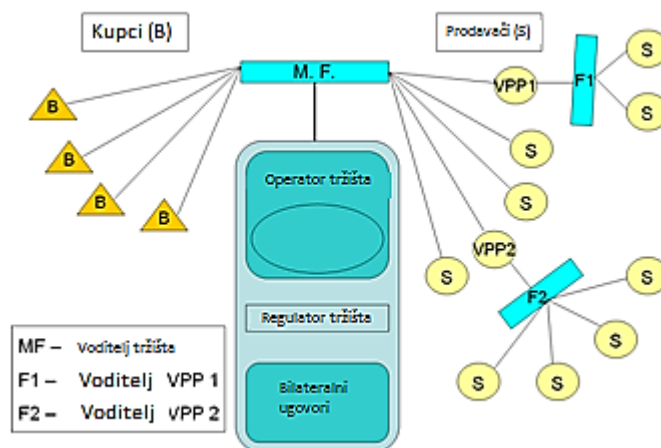 Kupci (B)
Prodavači (S)
M. F.
VPP1
F1
S
S
B
B
B
B
S
S
S
VPP2
F2
S
S
S
S
Operator tržišta
Regulator tržišta
Bilateralni
ugovori
MF – Voditelj tržišta
F1 – Voditelj VPP 1
F2 – Voditelj VPP 2